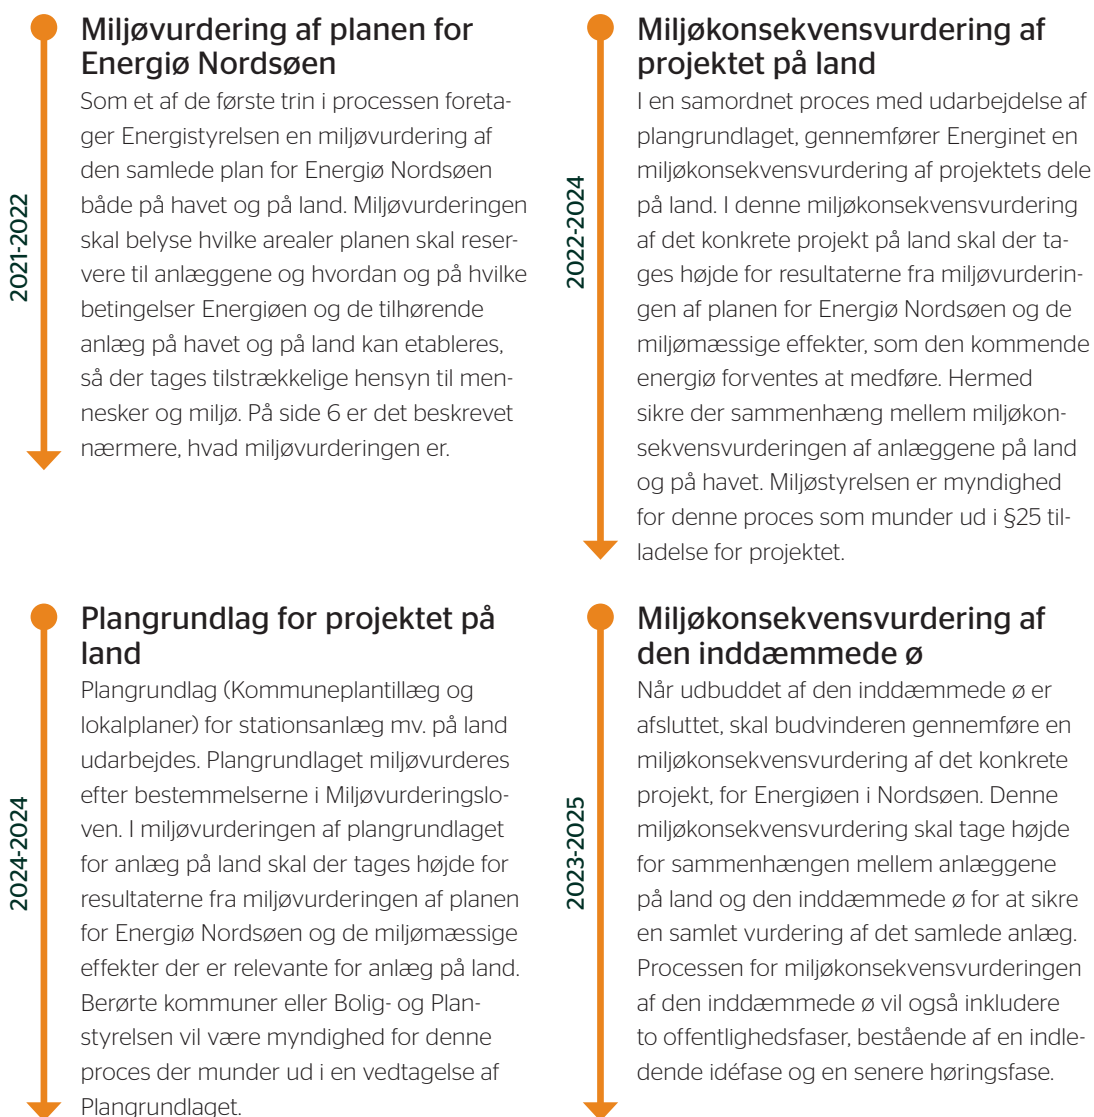 2021-2022
Miljøvurdering af planen for
Energiø Nordsøen
Som et af de første trin i processen foreta-
ger Energistyrelsen en miljøvurdering af
den samlede plan for Energiø Nordsøen
både på havet og på land. Miljøvurderingen
skal belyse hvilke arealer planen skal reser-
vere til anlæggene og hvordan og på hvilke
betingelser Energiøen og de tilhørende
anlæg på havet og på land kan etableres,
så der tages tilstrækkelige hensyn til men-
nesker og miljø. På side 6 er det beskrevet
nærmere, hvad miljøvurderingen er.
2022-2024
Miljøkonsekvensvurdering af
projektet på land
I en samordnet proces med udarbejdelse af
plangrundlaget, gennemfører Energinet en
miljøkonsekvensvurdering af projektets dele
på land. I denne miljøkonsekvensvurdering
af det konkrete projekt på land skal der ta-
ges højde for resultaterne fra miljøvurderin-
gen af planen for Energiø Nordsøen og de
miljømæssige effekter, som den kommende
energiø forventes at medføre. Hermed
sikre der sammenhæng mellem miljøkon-
sekvensvurderingen af anlæggene på land
og på havet. Miljøstyrelsen er myndighed
for denne proces som munder ud i §25 til-
ladelse for projektet.
2024-2024
Plangrundlag for projektet på
land
Plangrundlag (Kommuneplantillæg og
lokalplaner) for stationsanlæg mv. på land
udarbejdes. Plangrundlaget miljøvurderes
efter bestemmelserne i Miljøvurderingslo-
ven. I miljøvurderingen af plangrundlaget
for anlæg på land skal der tages højde for
resultaterne fra miljøvurderingen af planen
for Energiø Nordsøen og de miljømæssige
effekter der er relevante for anlæg på land.
Berørte kommuner eller Bolig- og Plan-
styrelsen vil være myndighed for denne
proces der munder ud i en vedtagelse af
Plangrundlaget.
2023-2025
Miljøkonsekvensvurdering af
den inddæmmede ø
Når udbuddet af den inddæmmede ø er
afsluttet, skal budvinderen gennemføre en
miljøkonsekvensvurdering af det konkrete
projekt, for Energiøen i Nordsøen. Denne
miljøkonsekvensvurdering skal tage højde
for sammenhængen mellem anlæggene
på land og den inddæmmede ø for at sikre
en samlet vurdering af det samlede anlæg.
Processen for miljøkonsekvensvurderingen
af den inddæmmede ø vil også inkludere
to offentlighedsfaser, bestående af en indle-
dende idéfase og en senere høringsfase.